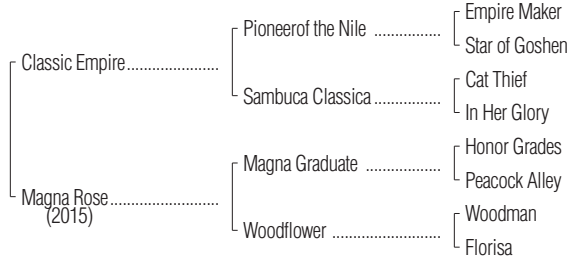 Empire Maker
Pioneerof the Nile ................
Star of Goshen
Classic Empire......................
Cat Thief
Sambuca Classica................
In Her Glory
Honor Grades
Magna Graduate ..................
Peacock Alley
Magna Rose..........................
(2015)
Woodman
Woodflower ..........................
Florisa